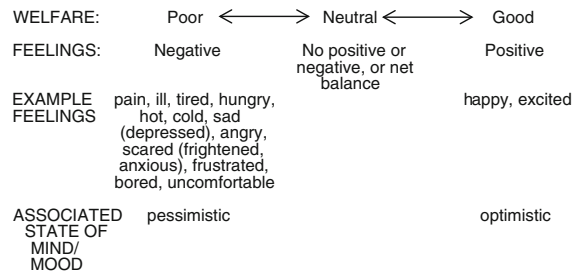 WELFARE: Poor Neutral Good
FEELINGS: Negative No positive or negative, or net balance Positive
EXAMPLE FEELINGS pain, ill, tired, hungry, happy, excited
hot, cold, sad
(depressed), angry,
scared (frightened,
anxious), frustrated,
bored, uncomfortable
ASSOCIATED pessimistic optimistic
STATE OF
MIND/
MOOD